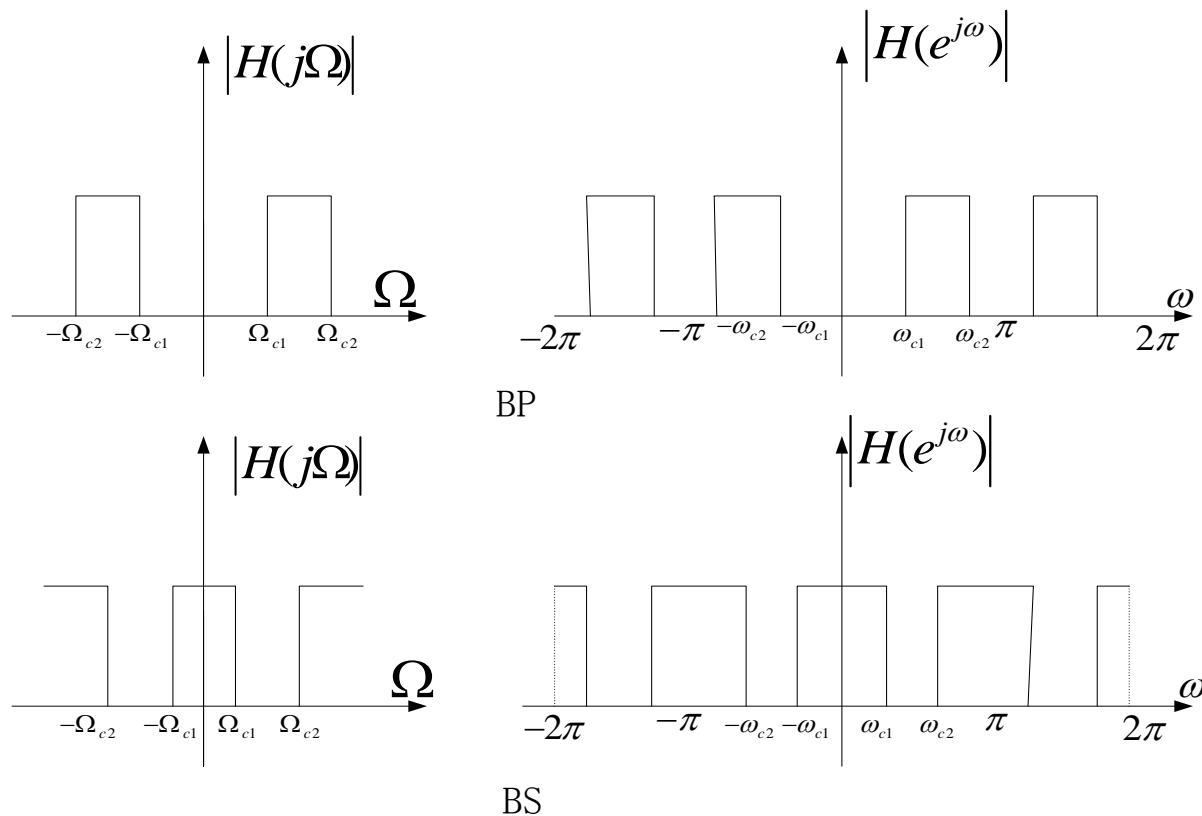 |H(jΩ)|
|H(e^{jω})|
Ω
ω
−Ω_{c2} −Ω_{c1} Ω_{c1} Ω_{c2}
−2π −π −ω_{c2} −ω_{c1} ω_{c1} ω_{c2} π 2π
BP
|H(jΩ)|
|H(e^{jω})|
Ω
ω
−Ω_{c2} −Ω_{c1} Ω_{c1} Ω_{c2}
−2π −π −ω_{c2} −ω_{c1} ω_{c1} ω_{c2} π 2π
BS